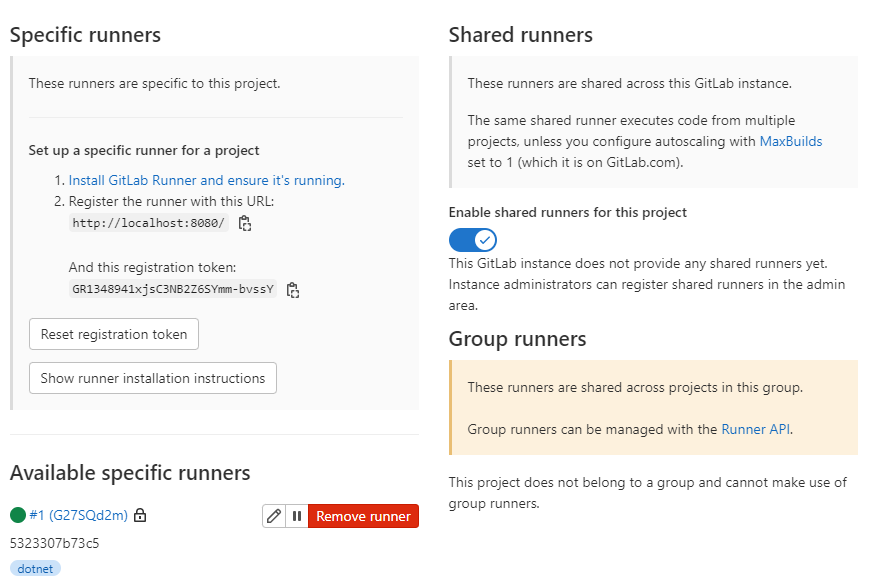 Specific runners
These runners are specific to this project.
Set up a specific runner for a project
1. Install GitLab Runner and ensure it's running.
2. Register the runner with this URL:
http://localhost:8080/
And this registration token:
GR1348941xjsC3NB2Z6SYmm-bvssY
Reset registration token
Show runner installation instructions
Available specific runners
#1 (G27SQd2m)
Remove runner
5323307b73c5
dotnet
Shared runners
These runners are shared across this GitLab instance.
The same shared runner executes code from multiple
projects, unless you configure autoscaling with MaxBuilds
set to 1 (which it is on GitLab.com).
Enable shared runners for this project
This GitLab instance does not provide any shared runners yet.
Instance administrators can register shared runners in the admin
area.
Group runners
These runners are shared across projects in this group.
Group runners can be managed with the Runner API.
This project does not belong to a group and cannot make use of
group runners.